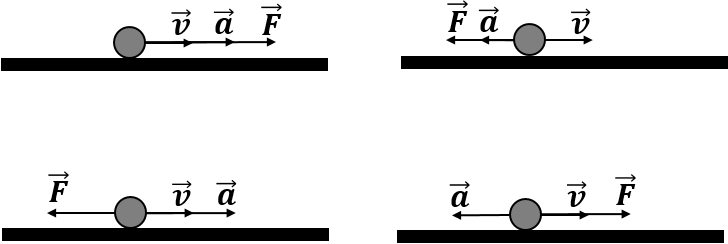 v⃗ a⃗ F⃗
F⃗ a⃗ v⃗
F⃗ v⃗ a⃗
a⃗ v⃗ F⃗